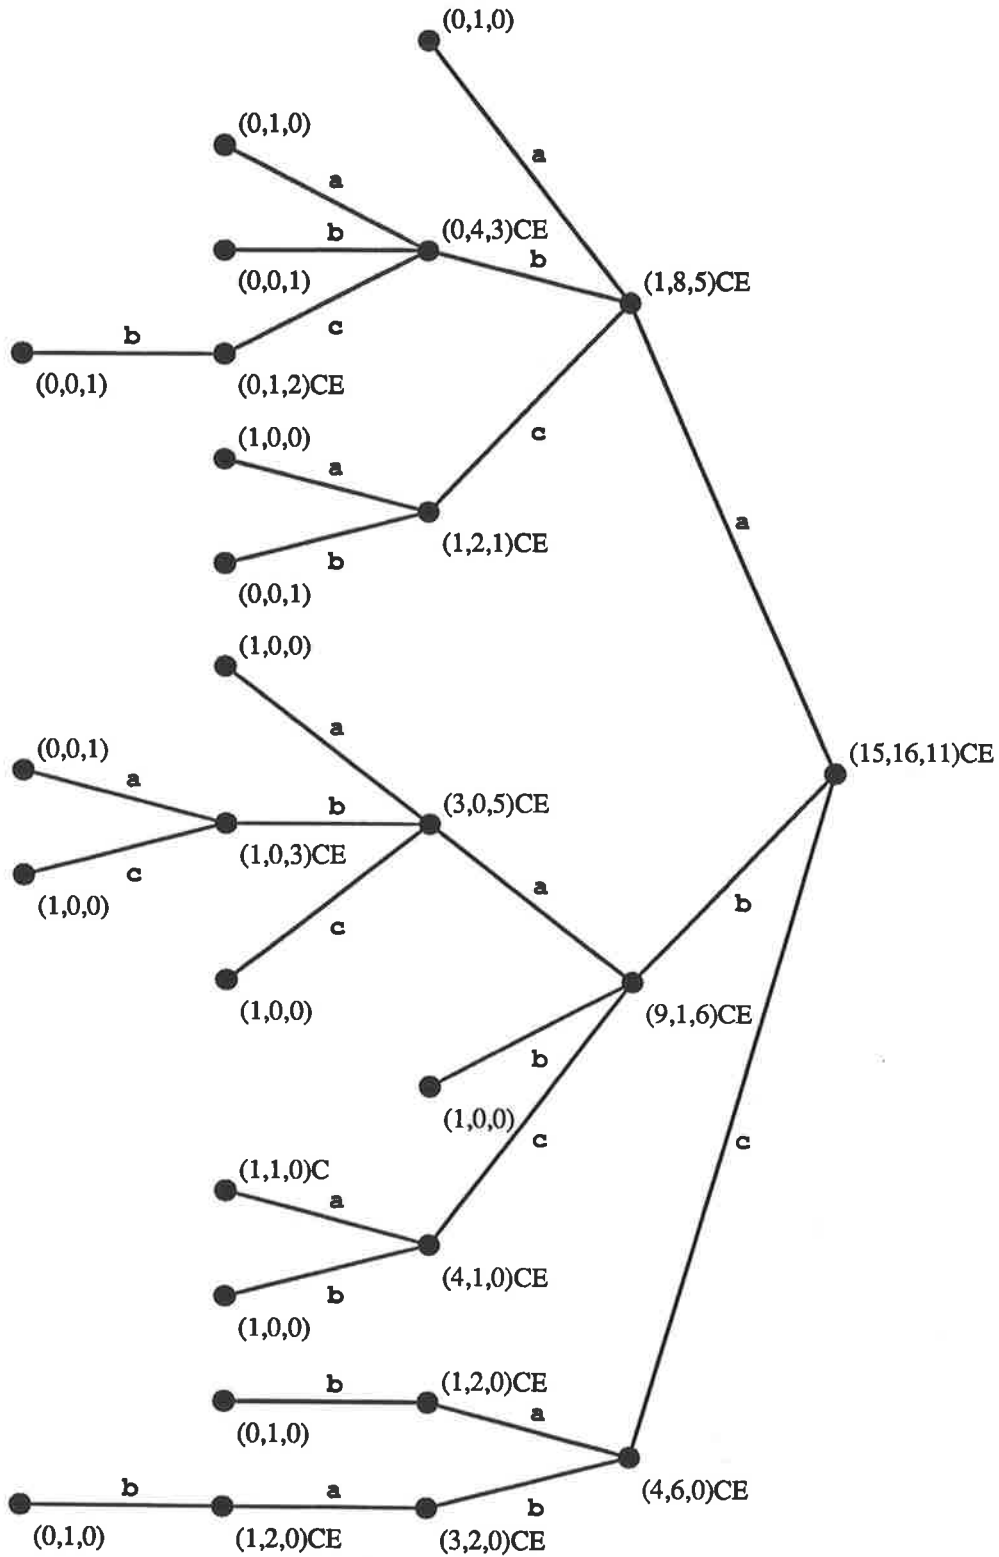 (0,1,0)
(0,1,0)
a
a
b
(0,4,3)CE
b
(0,0,1)
(1,8,5)CE
c
b
(0,0,1)
(0,1,2)CE
(1,0,0)
c
a
a
(1,2,1)CE
b
(0,0,1)
(1,0,0)
a
(0,0,1)
(15,16,11)CE
a
b
(3,0,5)CE
(1,0,3)CE
c
a
(1,0,0)
b
c
(1,0,0)
(9,1,6)CE
b
(1,0,0)
c
c
(1,1,0)C
a
(4,1,0)CE
b
(1,0,0)
b
(1,2,0)CE
a
(0,1,0)
(4,6,0)CE
b
a
b
(0,1,0)
(1,2,0)CE
(3,2,0)CE